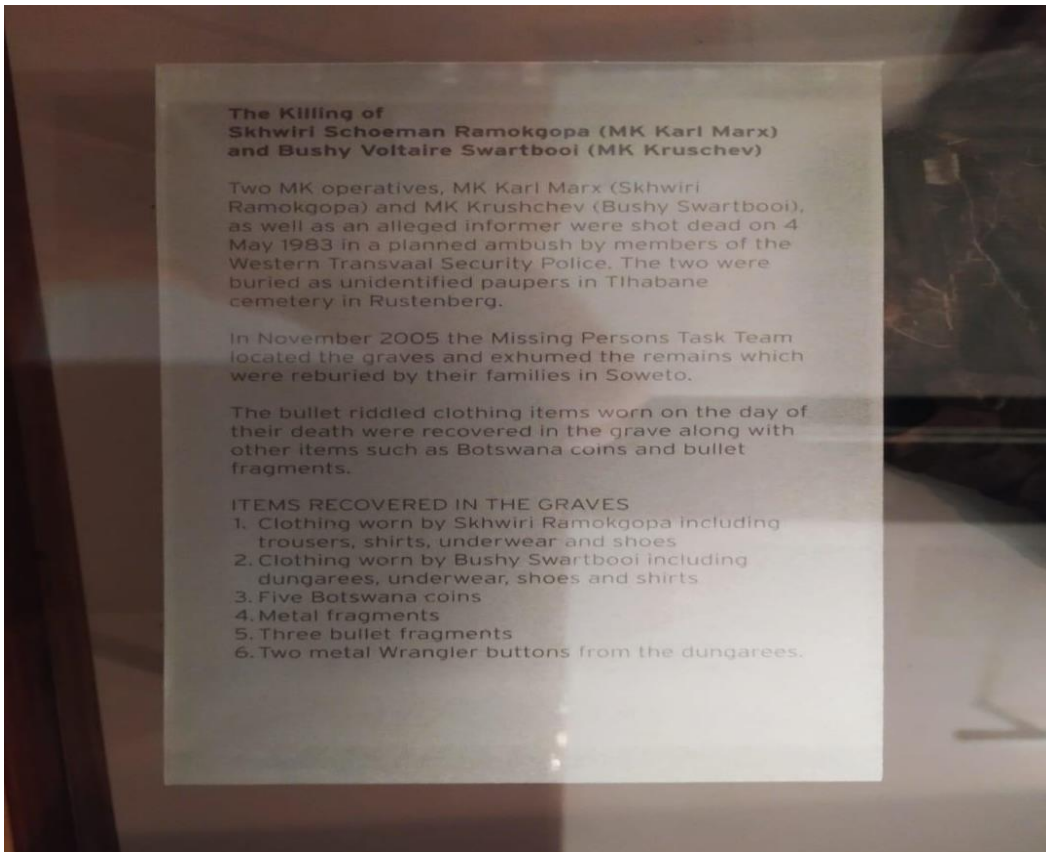 The Killing of
Skhwiri Schoeman Ramokgopa (MK Karl Marx)
and Bushy Voltaire Swartbooi (MK Kruschev)
Two MK operatives, MK Karl Marx (Skhwiri
Ramokgopa) and MK Krushchev (Bushy Swartbooi),
as well as an alleged informer were shot dead on 4
May 1983 in a planned ambush by members of the
Western Transvaal Security Police. The two were
buried as unidentified paupers in Tlhabane
cemetery in Rustenberg.
In November 2005 the Missing Persons Task Team
located the graves and exhumed the remains which
were reburied by their families in Soweto.
The bullet riddled clothing items worn on the day of
their death were recovered in the grave along with
other items such as Botswana coins and bullet
fragments.
ITEMS RECOVERED IN THE GRAVES
1. Clothing worn by Skhwiri Ramokgopa including
trousers, shirts, underwear and shoes
2. Clothing worn by Bushy Swartbooi including
dungarees, underwear, shoes and shirts
3. Five Botswana coins
4. Metal fragments
5. Three bullet fragments
6. Two metal Wrangler buttons from the dungarees.